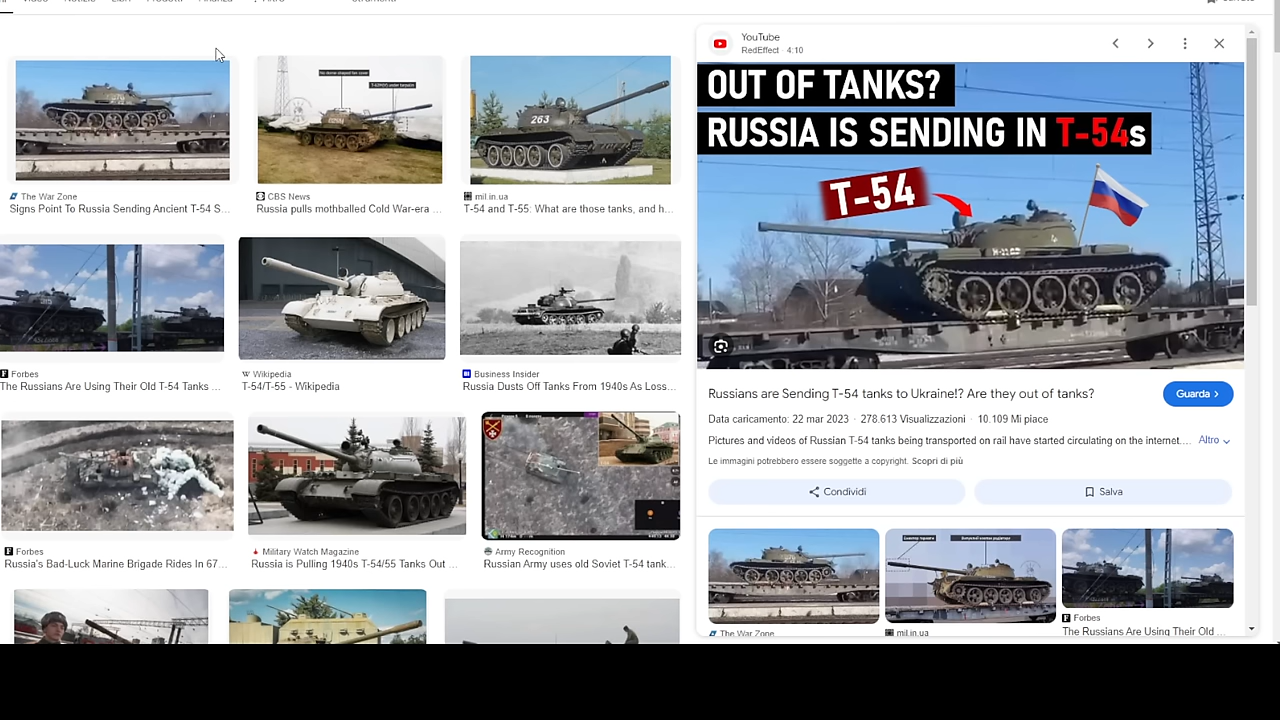 YouTube
RedEffect · 4:10
OUT OF TANKS?
RUSSIA IS SENDING IN T-54s
T-54
263
The War Zone
Signs Point To Russia Sending Ancient T-54 S...
CBS News
Russia pulls mothballed Cold War-era ...
mil.in.ua
T-54 and T-55: What are those tanks, and h...
Forbes
The Russians Are Using Their Old T-54 Tanks ...
Wikipedia
T-54/T-55 - Wikipedia
Business Insider
Russia Dusts Off Tanks From 1940s As Loss...
Russians are Sending T-54 tanks to Ukraine!? Are they out of tanks?
Guarda
Data caricamento: 22 mar 2023 · 278.613 Visualizzazioni · 10.109 Mi piace
Pictures and videos of Russian T-54 tanks being transported on rail have started circulating on the internet....
Altro
Le immagini potrebbero essere soggette a copyright. Scopri di più
Condividi
Salva
Forbes
Russia's Bad-Luck Marine Brigade Rides In 67...
Military Watch Magazine
Russia is Pulling 1940s T-54/55 Tanks Out ...
Army Recognition
Russian Army uses old Soviet T-54 tank...
The War Zone
mil.in.ua
Forbes
The Russians Are Using Their Old ...